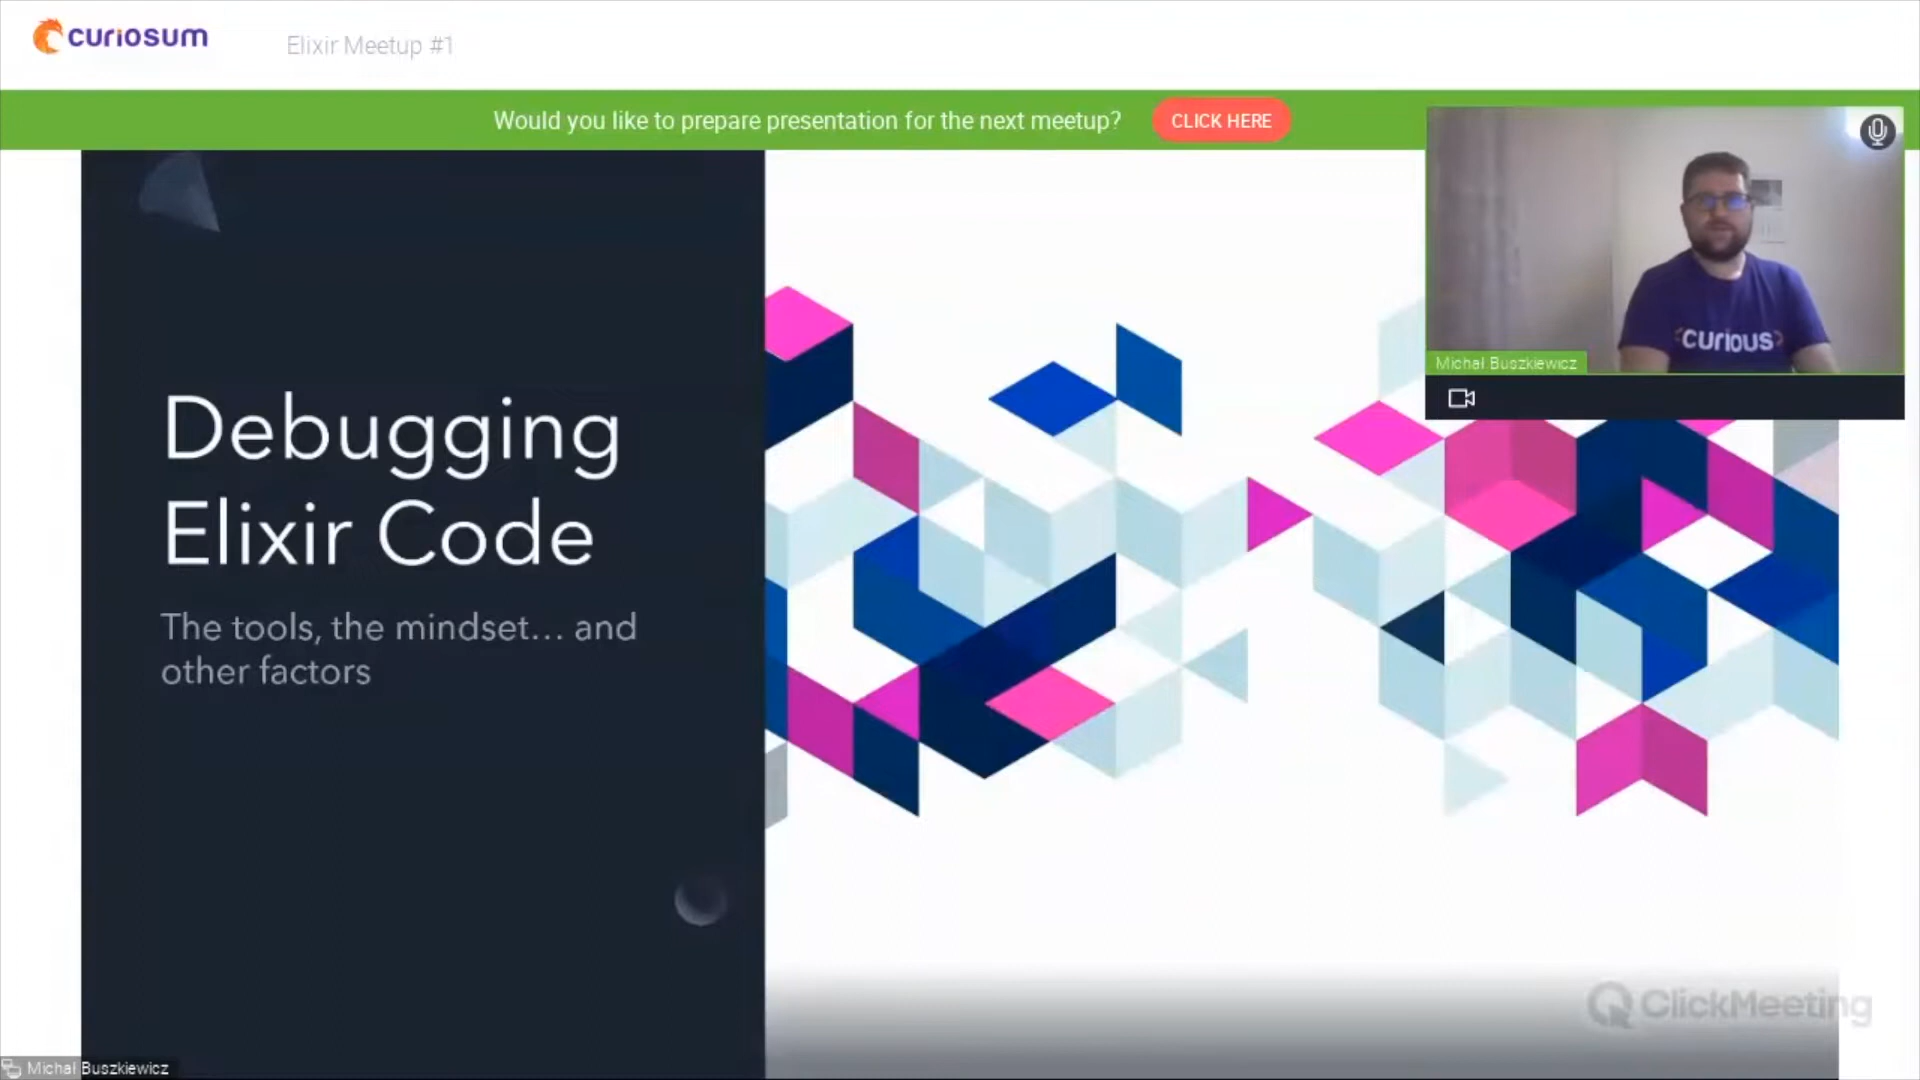 curiosum
Elixir Meetup #1
Would you like to prepare presentation for the next meetup?
CLICK HERE
‹curious›
Michał Buszkiewicz
Debugging
Elixir Code
The tools, the mindset... and
other factors
ClickMeeting
Michał Buszkiewicz